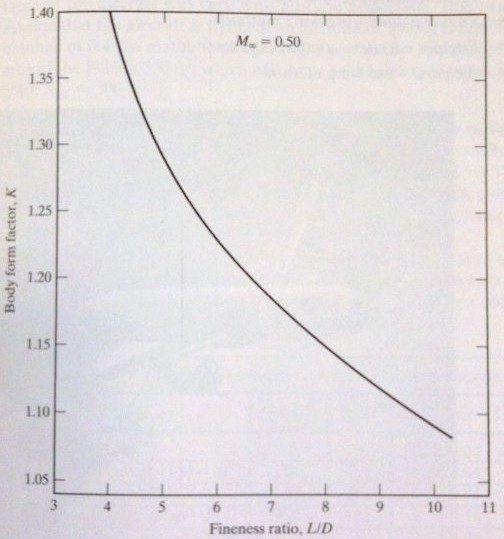 1.40
M∞ = 0.50
1.35
1.30
1.25
1.20
1.15
1.10
1.05
Body form factor, K
3 4 5 6 7 8 9 10 11
Fineness ratio, L/D